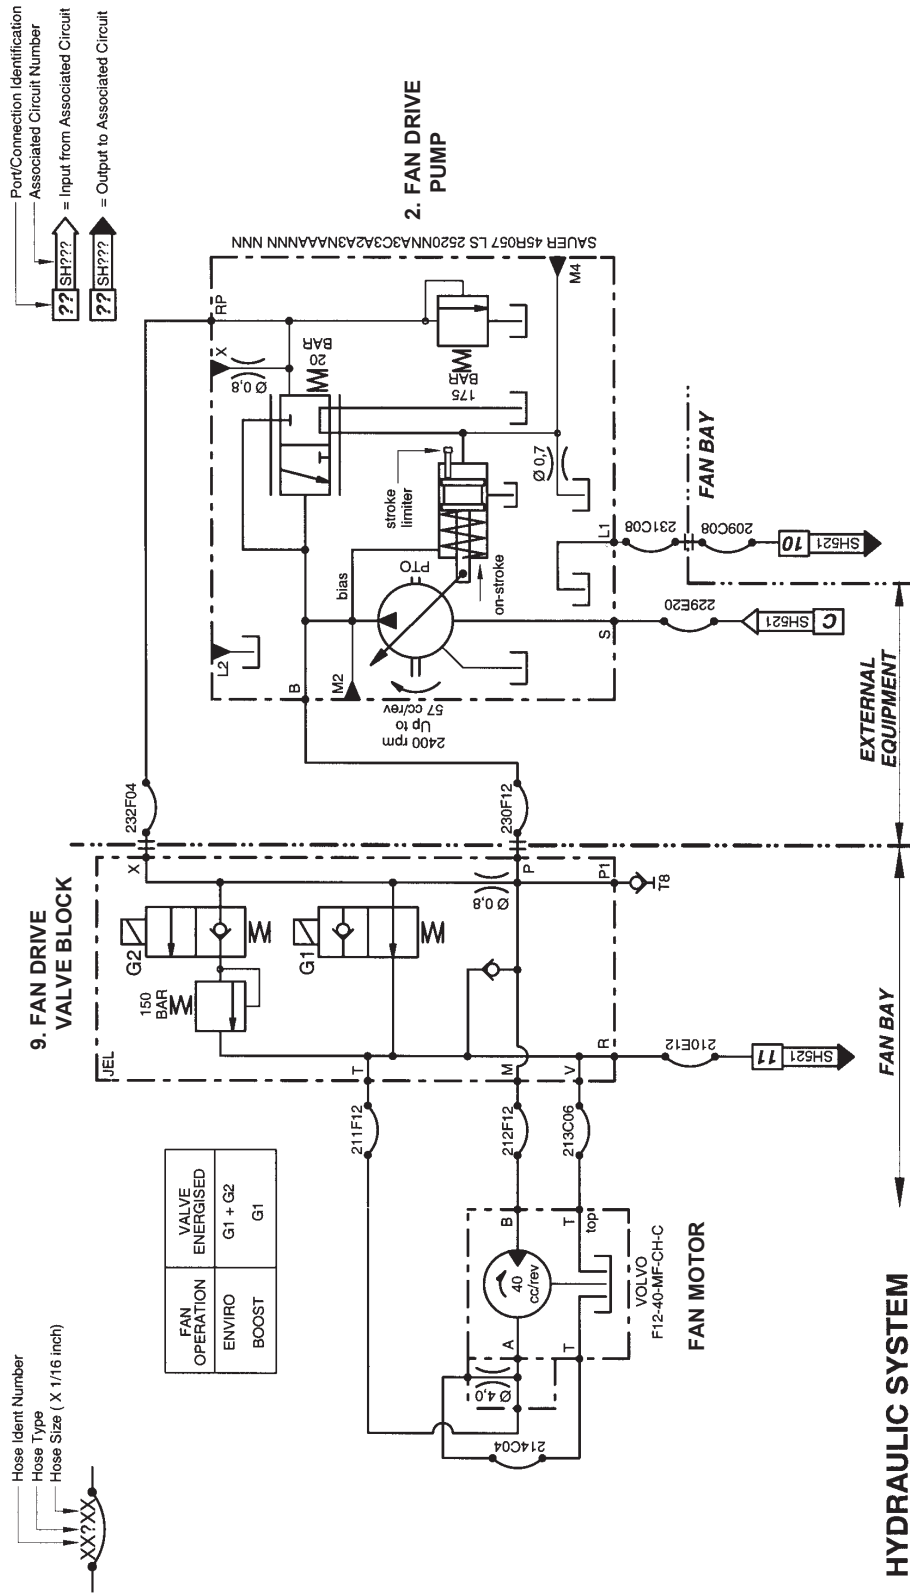 Hose Ident Number
Hose Type
Hose Size ( X 1/16 inch)
XX?XX
Port/Connection Identification
Associated Circuit Number
?? SH???
= Input from Associated Circuit
?? SH???
= Output to Associated Circuit
9. FAN DRIVE
VALVE BLOCK
2. FAN DRIVE
PUMP
FAN
OPERATION
VALVE
ENERGISED
ENVIRO
G1 + G2
BOOST
G1
JEL
150
BAR
G2
G1
X
232F04
T
211F12
Ø 0,8
P
230F12
P1
T8
M
212F12
V
213C06
R
210E12
11
SH521
FAN BAY
A
B
40
cc/rev
T
T
top
Ø 4,0
214C04
VOLVO
F12-40-MF-CH-C
FAN MOTOR
RP
X
Ø 0,8
20
BAR
175
BAR
L2
B
M2
bias
PTO
stroke
limiter
on-stroke
57 cc/rev
Up to
2400 rpm
Ø 0,7
M4
SAUER 45R057 LS 2520NNA3C3A2A3NAAANNN NNN
S
L1
229E20
C
SH521
231C08
209C08
10
SH521
FAN BAY
EXTERNAL
EQUIPMENT
HYDRAULIC SYSTEM